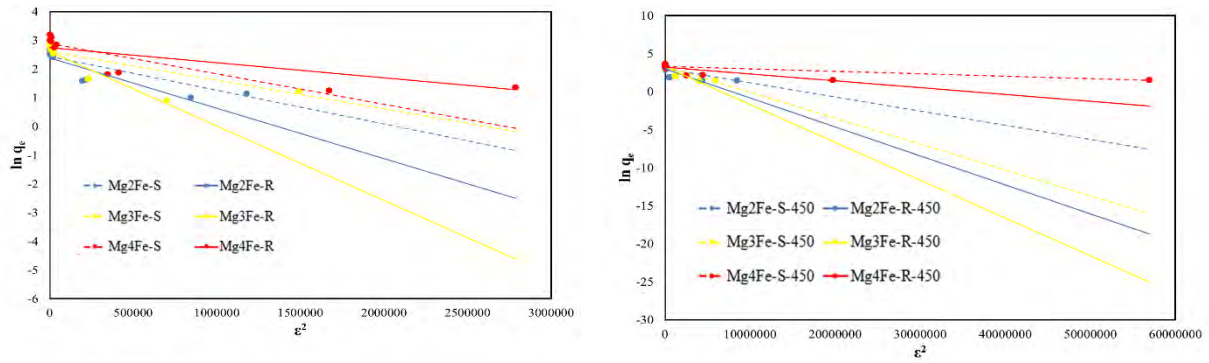 4
3
2
1
0
-1
-2
-3
-4
-5
-6
ln qe
0
500000
1000000
1500000
2000000
2500000
3000000
ε²
Mg2Fe-S
Mg2Fe-R
Mg3Fe-S
Mg3Fe-R
Mg4Fe-S
Mg4Fe-R
10
5
0
-5
-10
-15
-20
-25
-30
ln qe
0
10000000
20000000
30000000
40000000
50000000
60000000
ε²
Mg2Fe-S-450
Mg2Fe-R-450
Mg3Fe-S-450
Mg3Fe-R-450
Mg4Fe-S-450
Mg4Fe-R-450